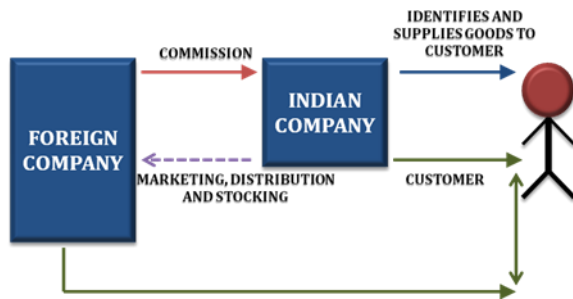 IDENTIFIES AND
SUPPLIES GOODS TO
CUSTOMER
COMMISSION
FOREIGN
COMPANY
INDIAN
COMPANY
MARKETING, DISTRIBUTION
AND STOCKING
CUSTOMER